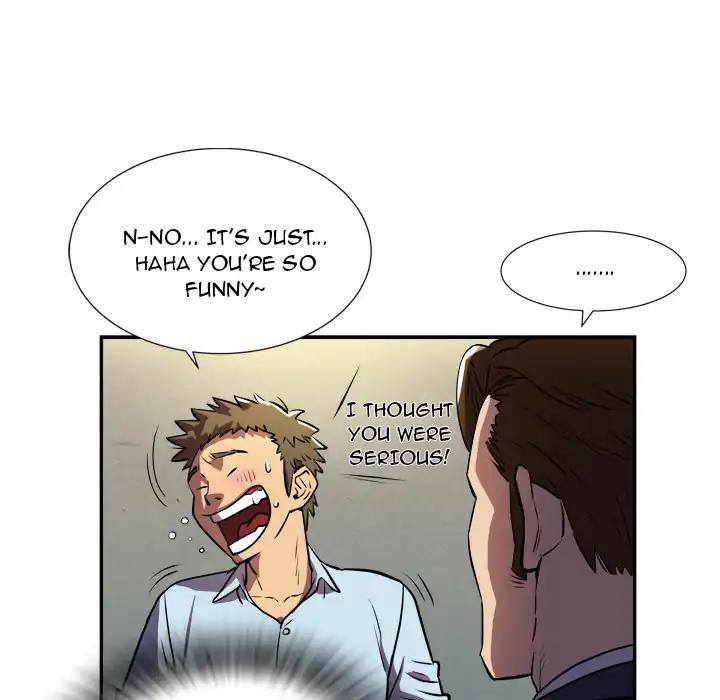 N-NO... IT'S JUST...
HAHA YOU'RE SO
FUNNY~
.......
I THOUGHT
YOU WERE
SERIOUS!